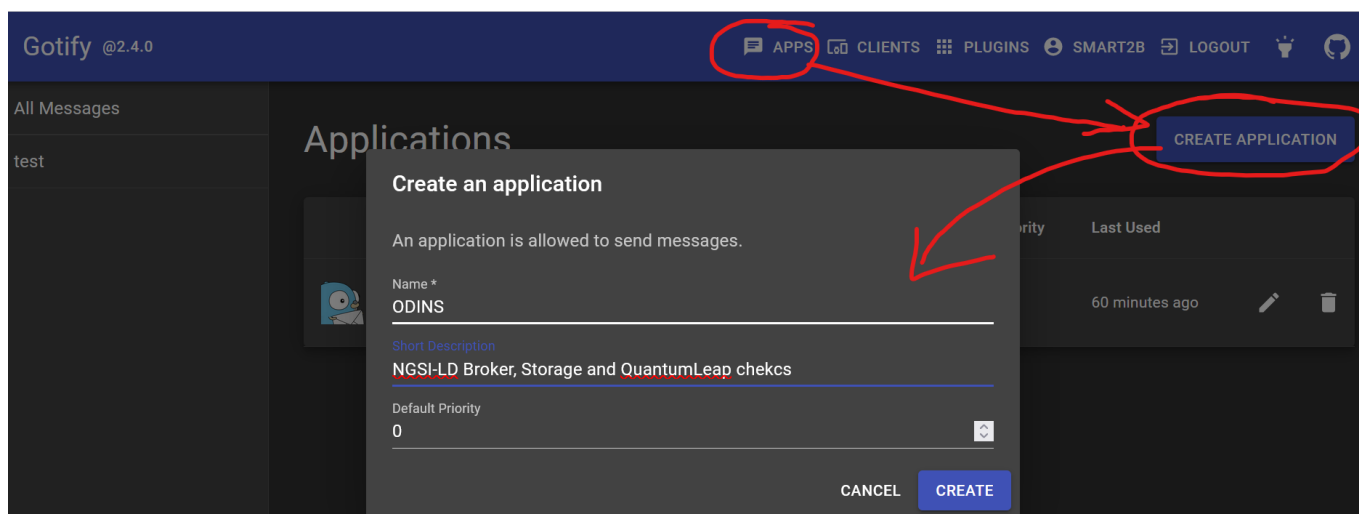 Gotify @2.4.0
APPS CLIENTS PLUGINS SMART2B LOGOUT
All Messages
test
Applications
CREATE APPLICATION
Create an application
An application is allowed to send messages.
ority
Last Used
Name *
ODINS
60 minutes ago
Short Description
NGSI-LD Broker, Storage and QuantumLeap chekcs
Default Priority
0
CANCEL CREATE